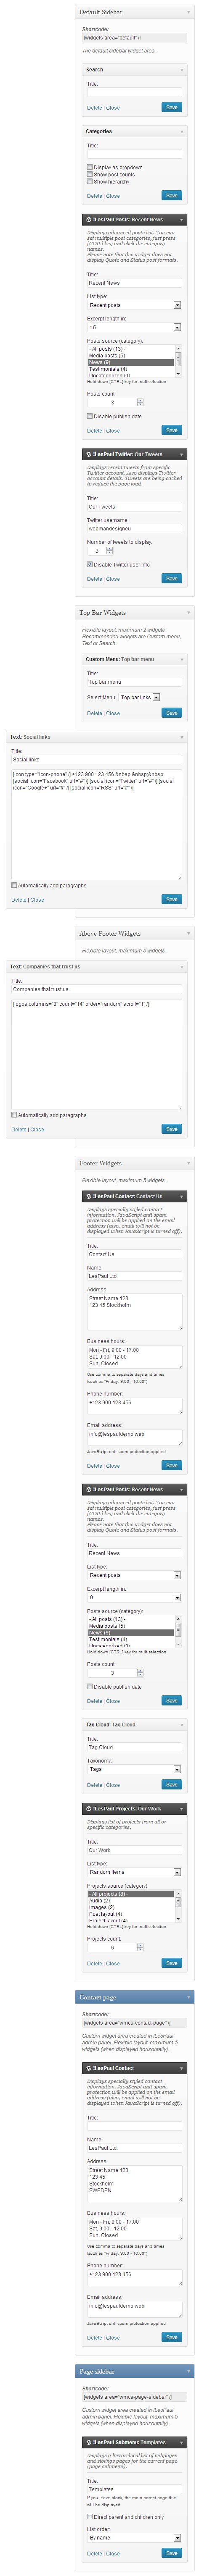 Default Sidebar
Shortcode:
[widgets area="default" /]
The default sidebar widget area.
Search
Title:
Delete | Close
Save
Categories
Title:
Display as dropdown
Show post counts
Show hierarchy
Delete | Close
Save
!LesPaul Posts: Recent News
Displays advanced posts list. You can
set multiple post categories, just press
[CTRL] key and click the category
names.
Please note that this widget does not
display Quote and Status post formats.
Title:
Recent News
List type:
Recent posts
Excerpt length in:
15
Posts source (category):
- All posts (13) -
Media posts (5)
News (9)
Testimonials (4)
Uncategorized
Hold down [CTRL] key for multiselection
Posts count:
3
Disable publish date
Delete | Close
Save
!LesPaul Twitter: Our Tweets
Displays recent tweets from specific
Twitter account. Also displays Twitter
account details. Tweets are being cached
to reduce the page load.
Title:
Our Tweets
Twitter username:
webmandesigneu
Number of tweets to display:
3
Disable Twitter user info
Delete | Close
Save
Top Bar Widgets
Flexible layout, maximum 2 widgets
Recommended widgets are Custom menu,
Text or Search.
Custom Menu: Top bar menu
Title:
Top bar menu
Select Menu: Top bar links
Delete | Close
Save
Text: Social links
Title:
Social links
[icon type="icon-phone" /] +123 900 123 456 &nbsp;&nbsp;&nbsp;
[social icon="Facebook" url="#" /] [social icon="Twitter" url="#" /] [social
icon="Google+" url="#" /] [social icon="RSS" url="#" /]
Automatically add paragraphs
Delete | Close
Save
Above Footer Widgets
Flexible layout, maximum 3 widgets.
Text: Companies that trust us
Title:
Companies that trust us
[logos columns="6" count="14" order="random" scroll="1" /]
Automatically add paragraphs
Delete | Close
Save
Footer Widgets
Flexible layout, maximum 5 widgets.
!LesPaul Contact: Contact Us
Displays specially styled contact
information. JavaScript anti-spam
protection will be applied on the email
address (also, email will not be
displayed when JavaScript is turned off).
Title:
Contact Us
Name:
LesPaul Ltd.
Address:
Street Name 123
123 45 Stockholm
Business hours:
Mon - Fri, 9:00 - 17:00
Sat, 9:00 - 12:00
Sun, Closed
Use comma to separate days and times
(such as "Friday, 9:00 - 16:00")
Phone number:
+123 900 123 456
Email address:
info@lespauldemo.web
JavaScript anti-spam protection applied
Delete | Close
Save
!LesPaul Posts: Recent News
Displays advanced posts list. You can
set multiple post categories, just press
[CTRL] key and click the category
names.
Please note that this widget does not
display Quote and Status post formats.
Title:
Recent News
List type:
Recent posts
Excerpt length in:
0
Posts source (category):
- All posts (13) -
Media posts (5)
News (9)
Testimonials (4)
Uncategorized
Hold down [CTRL] key for multiselection
Posts count:
3
Disable publish date
Delete | Close
Save
Tag Cloud: Tag Cloud
Title:
Tag Cloud
Taxonomy:
Tags
Delete | Close
Save
!LesPaul Projects: Our Work
Displays list of projects from all or
specific categories.
Title:
Our Work
List type:
Random items
Projects source (category):
- All projects (8) -
Audio (2)
Images (2)
Post layout (4)
Project layout
Hold down [CTRL] key for multiselection
Projects count:
6
Delete | Close
Save
Contact page
Shortcode:
[widgets area="wmcs-contact-page" /]
Custom widget area created in LesPaul
admin panel. Flexible layout, maximum 5
widgets (when displayed horizontally).
!LesPaul Contact
Displays specially styled contact
information. JavaScript anti-spam
protection will be applied on the email
address (also, email will not be
displayed when JavaScript is turned off).
Title:
Name:
LesPaul Ltd.
Address:
Street Name 123
123 45
Stockholm
SWEDEN
Business hours:
Mon - Fri, 9:00 - 17:00
Sat, 9:00 - 12:00
Sun, Closed
Use comma to separate days and times
(such as "Friday, 9:00 - 16:00")
Phone number:
+123 900 123 456
Email address:
info@lespauldemo.web
JavaScript anti-spam protection applied
Delete | Close
Save
Page sidebar
Shortcode:
[widgets area="wmcs-page-sidebar" /]
Custom widget area created in LesPaul
admin panel. Flexible layout, maximum 5
widgets (when displayed horizontally).
!LesPaul Submenu: Templates
Displays a hierarchical list of subpages
and siblings pages for the current page
(page submenu).
Title:
Templates
If you leave blank, the main parent page title
will be displayed
Direct parent and children only
List order:
By name
Delete | Close
Save